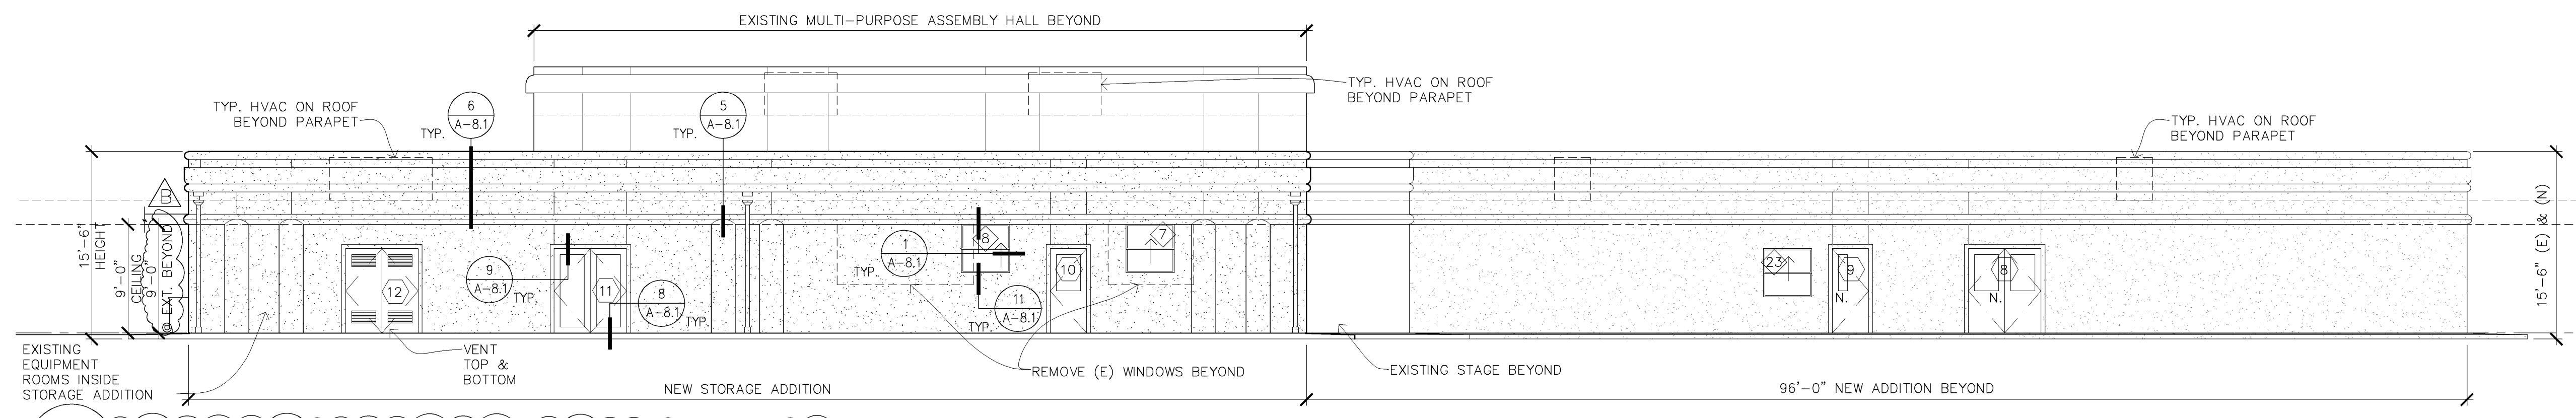 EXISTING MULTI-PURPOSE ASSEMBLY HALL BEYOND
TYP. HVAC ON ROOF
BEYOND PARAPET
6
A-8.1
TYP.
5
A-8.1
TYP.
TYP. HVAC ON ROOF
BEYOND PARAPET
TYP. HVAC ON ROOF
BEYOND PARAPET
B
15'-6"
HEIGHT
9'-0"
CEILING
9'-0"
@ EXT. BEYOND
12
9
A-8.1
TYP.
11
8
A-8.1
TYP.
1
A-8.1
TYP.
8
11
A-8.1
TYP.
10
7
23
9
N.
8
N.
15'-6" (E) & (N)
EXISTING
EQUIPMENT
ROOMS INSIDE
STORAGE ADDITION
VENT
TOP &
BOTTOM
REMOVE (E) WINDOWS BEYOND
EXISTING STAGE BEYOND
NEW STORAGE ADDITION
96'-0" NEW ADDITION BEYOND